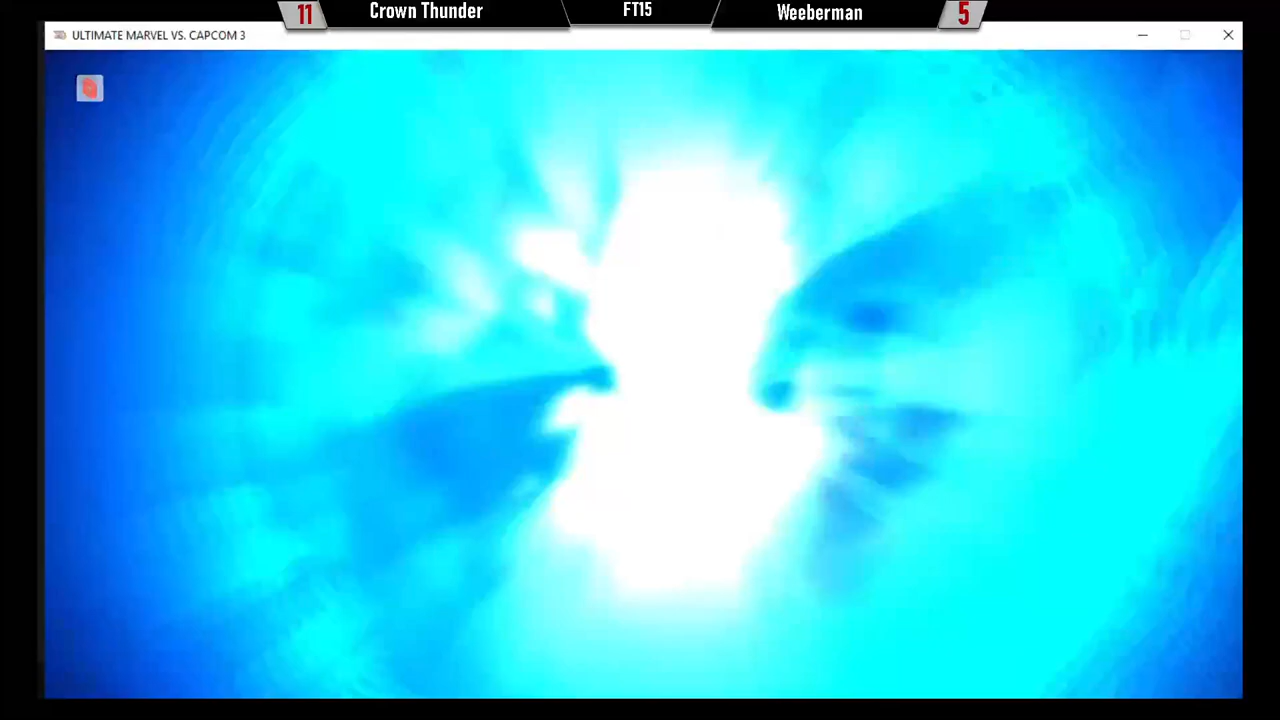 11 Crown Thunder FT15 Weeberman 5
ULTIMATE MARVEL VS. CAPCOM 3